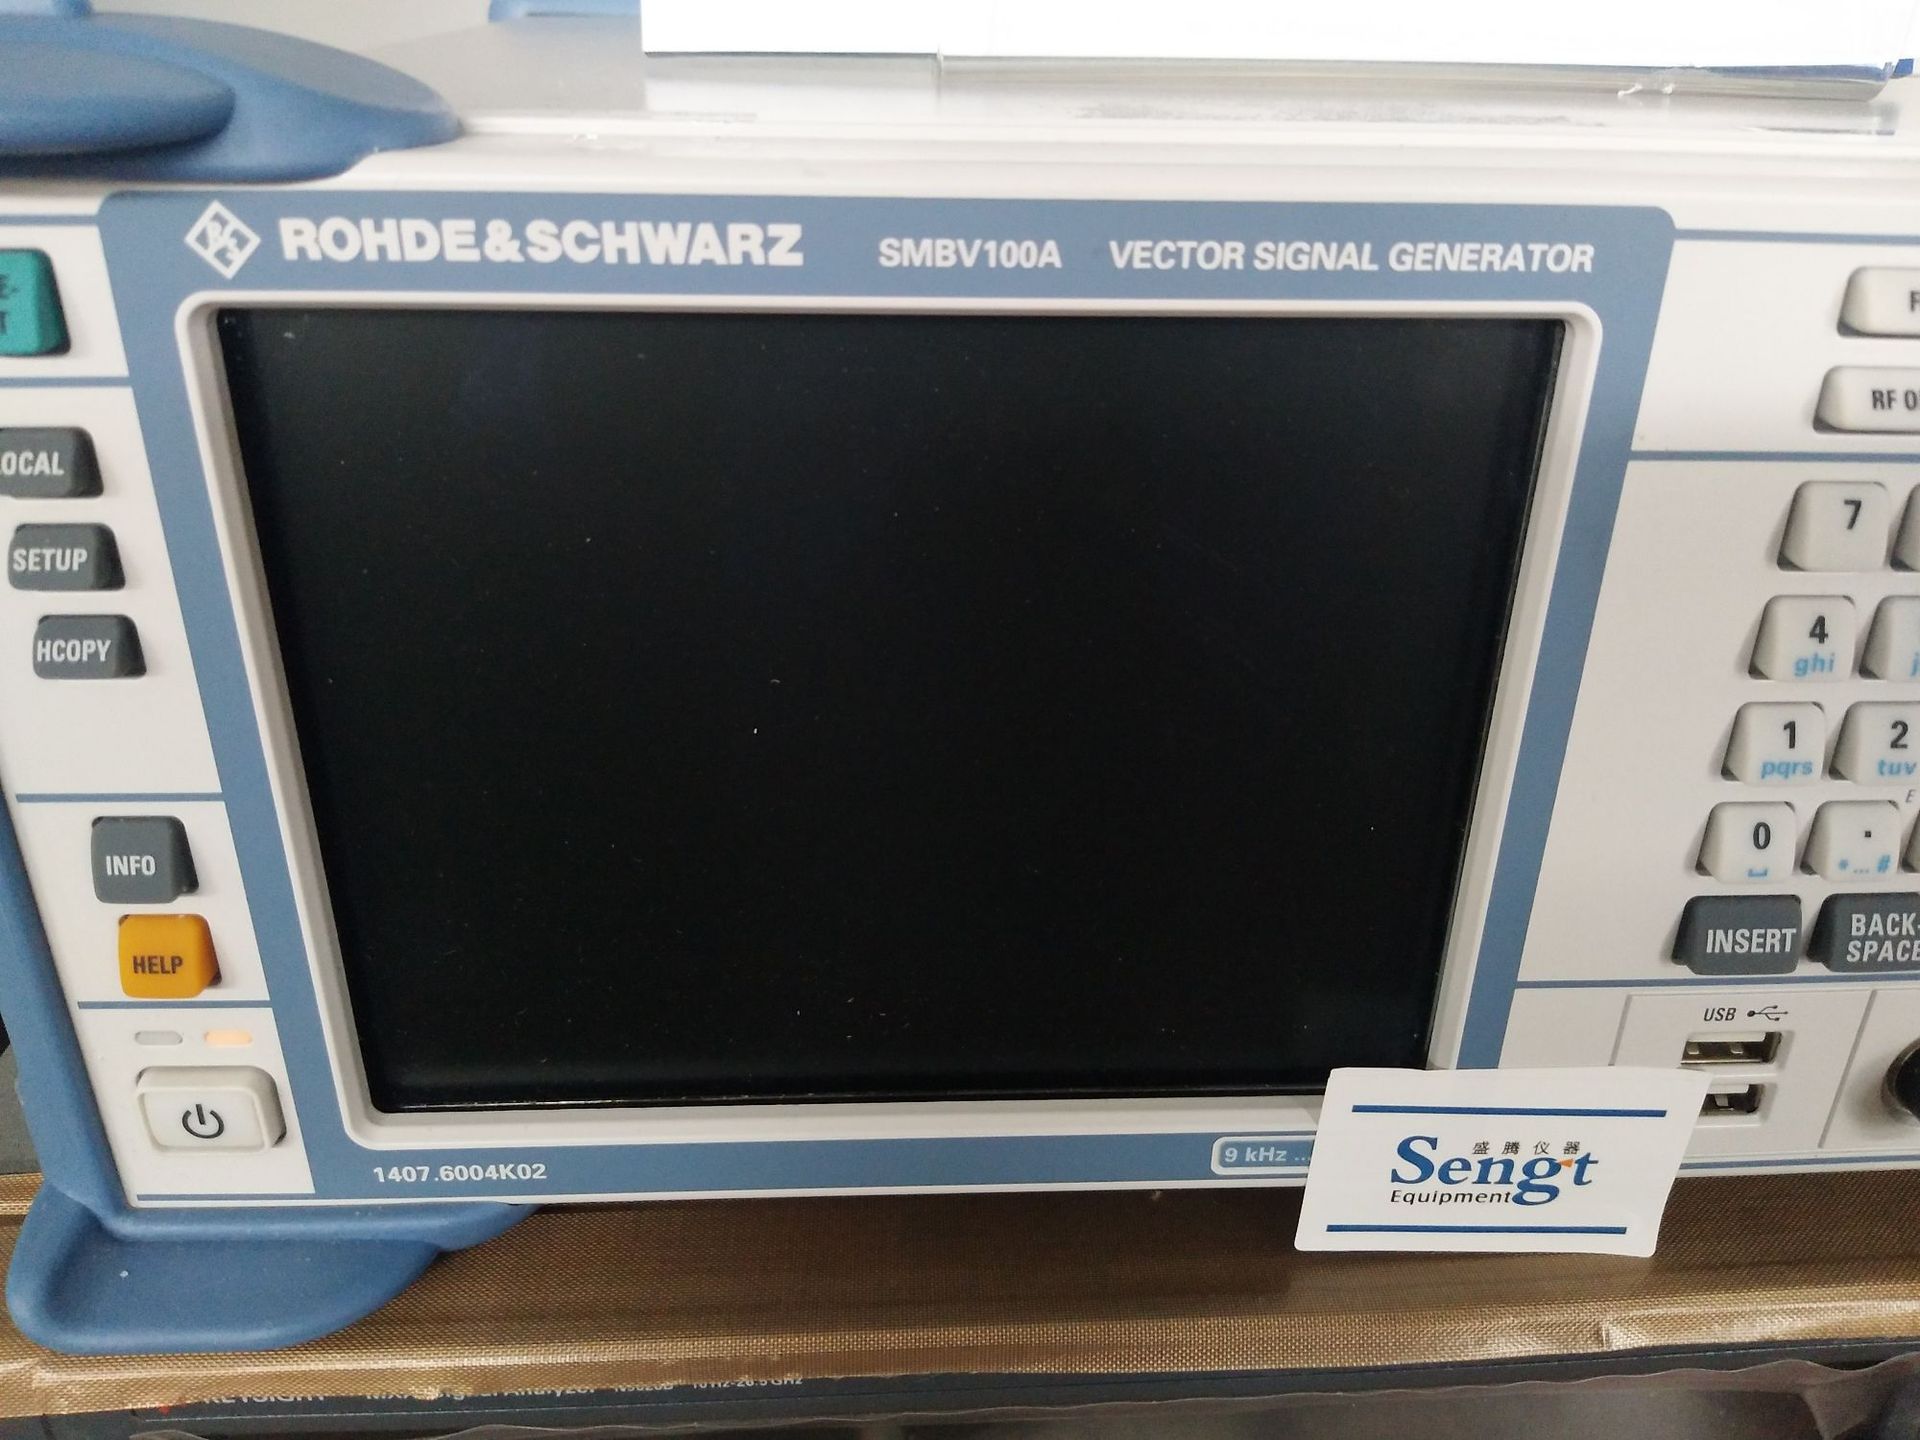 ROHDE&SCHWARZ SMBV100A VECTOR SIGNAL GENERATOR
RF O
OCAL
SETUP
HCOPY
7
4
ghi
1 2
pqrs tuv
0 .
*...#
INFO
HELP
INSERT BACK-
SPACE
USB
1407.6004K02
9 kHz ...
盛腾仪器
Sengt
Equipment
KEYSIGHT